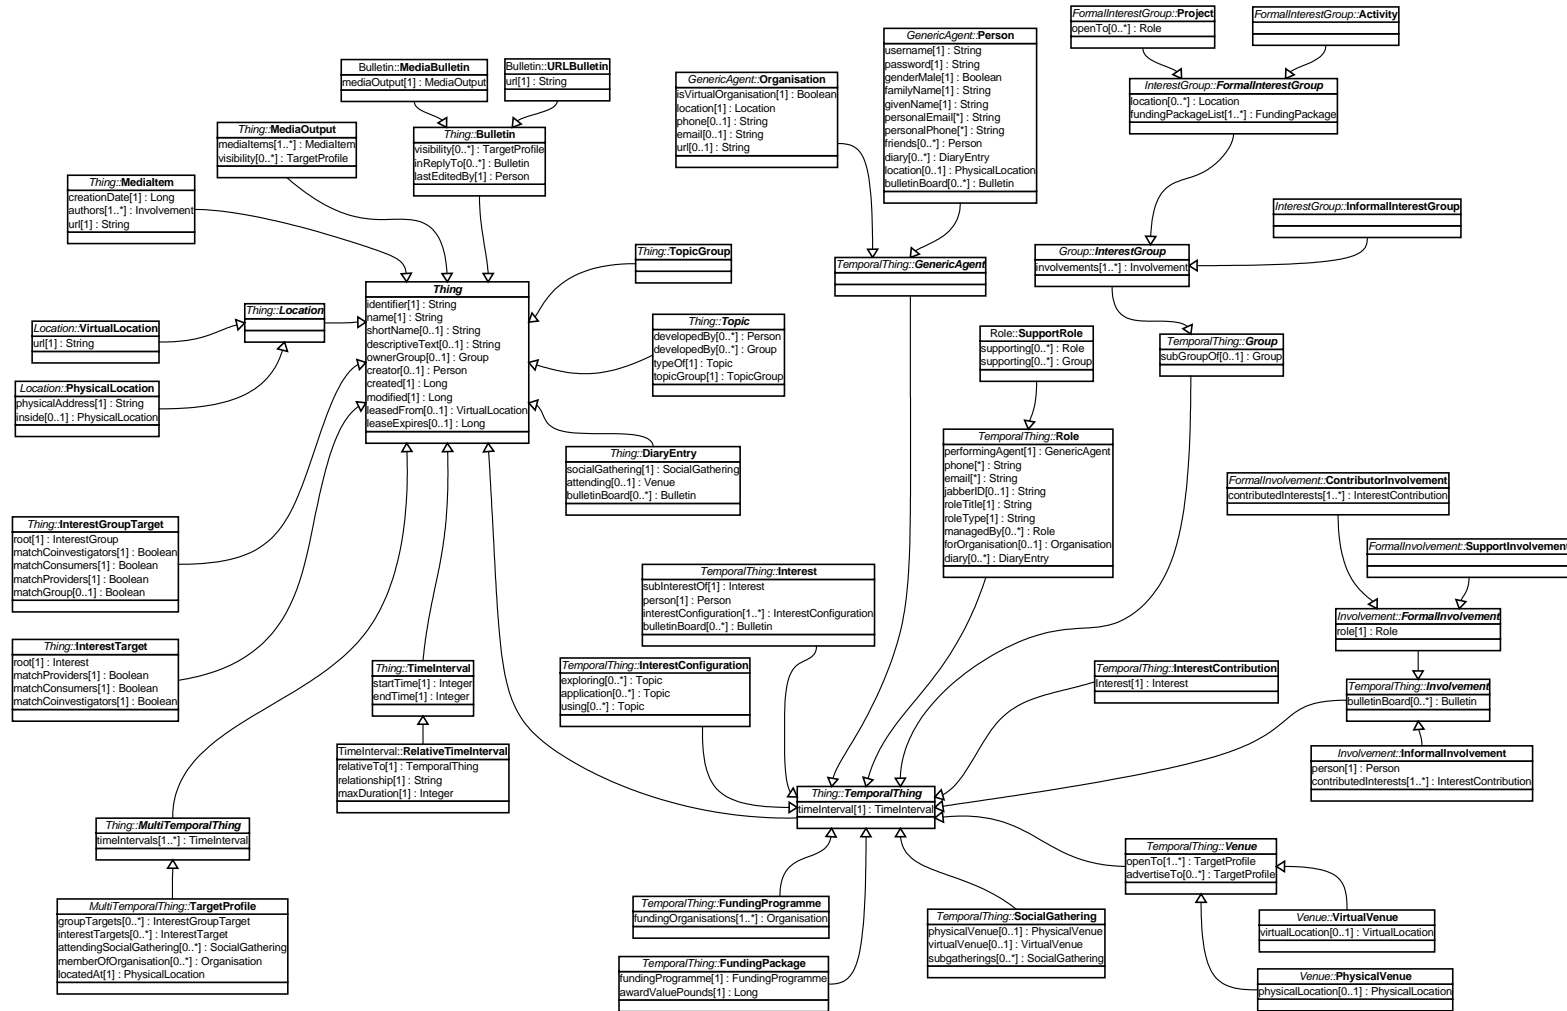 FormalInterestGroup::Project
openTo[0..*] : Role
FormalInterestGroup::Activity
GenericAgent::Person
username[1] : String
password[1] : String
genderMale[1] : Boolean
familyName[1] : String
givenName[1] : String
personalEmail[*] : String
personalPhone[*] : String
friends[0..*] : Person
diary[0..*] : DiaryEntry
location[0..1] : PhysicalLocation
bulletinBoard[0..*] : Bulletin
Bulletin::MediaBulletin
mediaOutput[1] : MediaOutput
Bulletin::URLBulletin
url[1] : String
GenericAgent::Organisation
isVirtualOrganisation[1] : Boolean
location[1] : Location
phone[0..1] : String
email[0..1] : String
url[0..1] : String
InterestGroup::FormalInterestGroup
location[0..*] : Location
fundingPackageList[1..*] : FundingPackage
Thing::MediaOutput
mediaItems[1..*] : MediaItem
visibility[0..*] : TargetProfile
Thing::Bulletin
visibility[0..*] : TargetProfile
inReplyTo[0..*] : Bulletin
lastEditedBy[1] : Person
Thing::MediaItem
creationDate[1] : Long
authors[1..*] : Involvement
url[1] : String
InterestGroup::InformalInterestGroup
Thing::TopicGroup
TemporalThing::GenericAgent
Group::InterestGroup
involvements[1..*] : Involvement
Thing
identifier[1] : String
name[1] : String
shortName[0..1] : String
descriptiveText[0..1] : String
ownerGroup[0..1] : Group
creator[0..1] : Person
created[1] : Long
modified[1] : Long
leasedFrom[0..1] : VirtualLocation
leaseExpires[0..1] : Long
Thing::Location
Location::VirtualLocation
url[1] : String
Thing::Topic
developedBy[0..*] : Person
developedBy[0..*] : Group
typeOf[1] : Topic
topicGroup[1] : TopicGroup
Role::SupportRole
supporting[0..*] : Role
supporting[0..*] : Group
TemporalThing::Group
subGroupOf[0..1] : Group
Location::PhysicalLocation
physicalAddress[1] : String
inside[0..1] : PhysicalLocation
Thing::DiaryEntry
socialGathering[1] : SocialGathering
attending[0..1] : Venue
bulletinBoard[0..*] : Bulletin
TemporalThing::Role
performingAgent[1] : GenericAgent
phone[*] : String
email[*] : String
jabberID[0..1] : String
roleTitle[1] : String
roleType[1] : String
managedBy[0..*] : Role
forOrganisation[0..1] : Organisation
diary[0..*] : DiaryEntry
FormalInvolvement::ContributorInvolvement
contributedInterests[1..*] : InterestContribution
Thing::InterestGroupTarget
root[1] : InterestGroup
matchCoinvestigators[1] : Boolean
matchConsumers[1] : Boolean
matchProviders[1] : Boolean
matchGroup[0..1] : Boolean
FormalInvolvement::SupportInvolvement
TemporalThing::Interest
subInterestOf[1] : Interest
person[1] : Person
interestConfiguration[1..*] : InterestConfiguration
bulletinBoard[0..*] : Bulletin
Involvement::FormalInvolvement
role[1] : Role
Thing::InterestTarget
root[1] : Interest
matchProviders[1] : Boolean
matchConsumers[1] : Boolean
matchCoinvestigators[1] : Boolean
Thing::TimeInterval
startTime[1] : Integer
endTime[1] : Integer
TemporalThing::InterestConfiguration
exploring[0..*] : Topic
application[0..*] : Topic
using[0..*] : Topic
TemporalThing::InterestContribution
Interest[1] : Interest
TemporalThing::Involvement
bulletinBoard[0..*] : Bulletin
TimeInterval::RelativeTimeInterval
relativeTo[1] : TemporalThing
relationship[1] : String
maxDuration[1] : Integer
Involvement::InformalInvolvement
person[1] : Person
contributedInterests[1..*] : InterestContribution
Thing::TemporalThing
timeInterval[1] : TimeInterval
Thing::MultiTemporalThing
timeIntervals[1..*] : TimeInterval
TemporalThing::Venue
openTo[1..*] : TargetProfile
advertiseTo[0..*] : TargetProfile
MultiTemporalThing::TargetProfile
groupTargets[0..*] : InterestGroupTarget
interestTargets[0..*] : InterestTarget
attendingSocialGathering[0..*] : SocialGathering
memberOfOrganisation[0..*] : Organisation
locatedAt[1] : PhysicalLocation
TemporalThing::FundingProgramme
fundingOrganisations[1..*] : Organisation
TemporalThing::SocialGathering
physicalVenue[0..1] : PhysicalVenue
virtualVenue[0..1] : VirtualVenue
subgatherings[0..*] : SocialGathering
Venue::VirtualVenue
virtualLocation[0..1] : VirtualLocation
TemporalThing::FundingPackage
fundingProgramme[1] : FundingProgramme
awardValuePounds[1] : Long
Venue::PhysicalVenue
physicalLocation[0..1] : PhysicalLocation